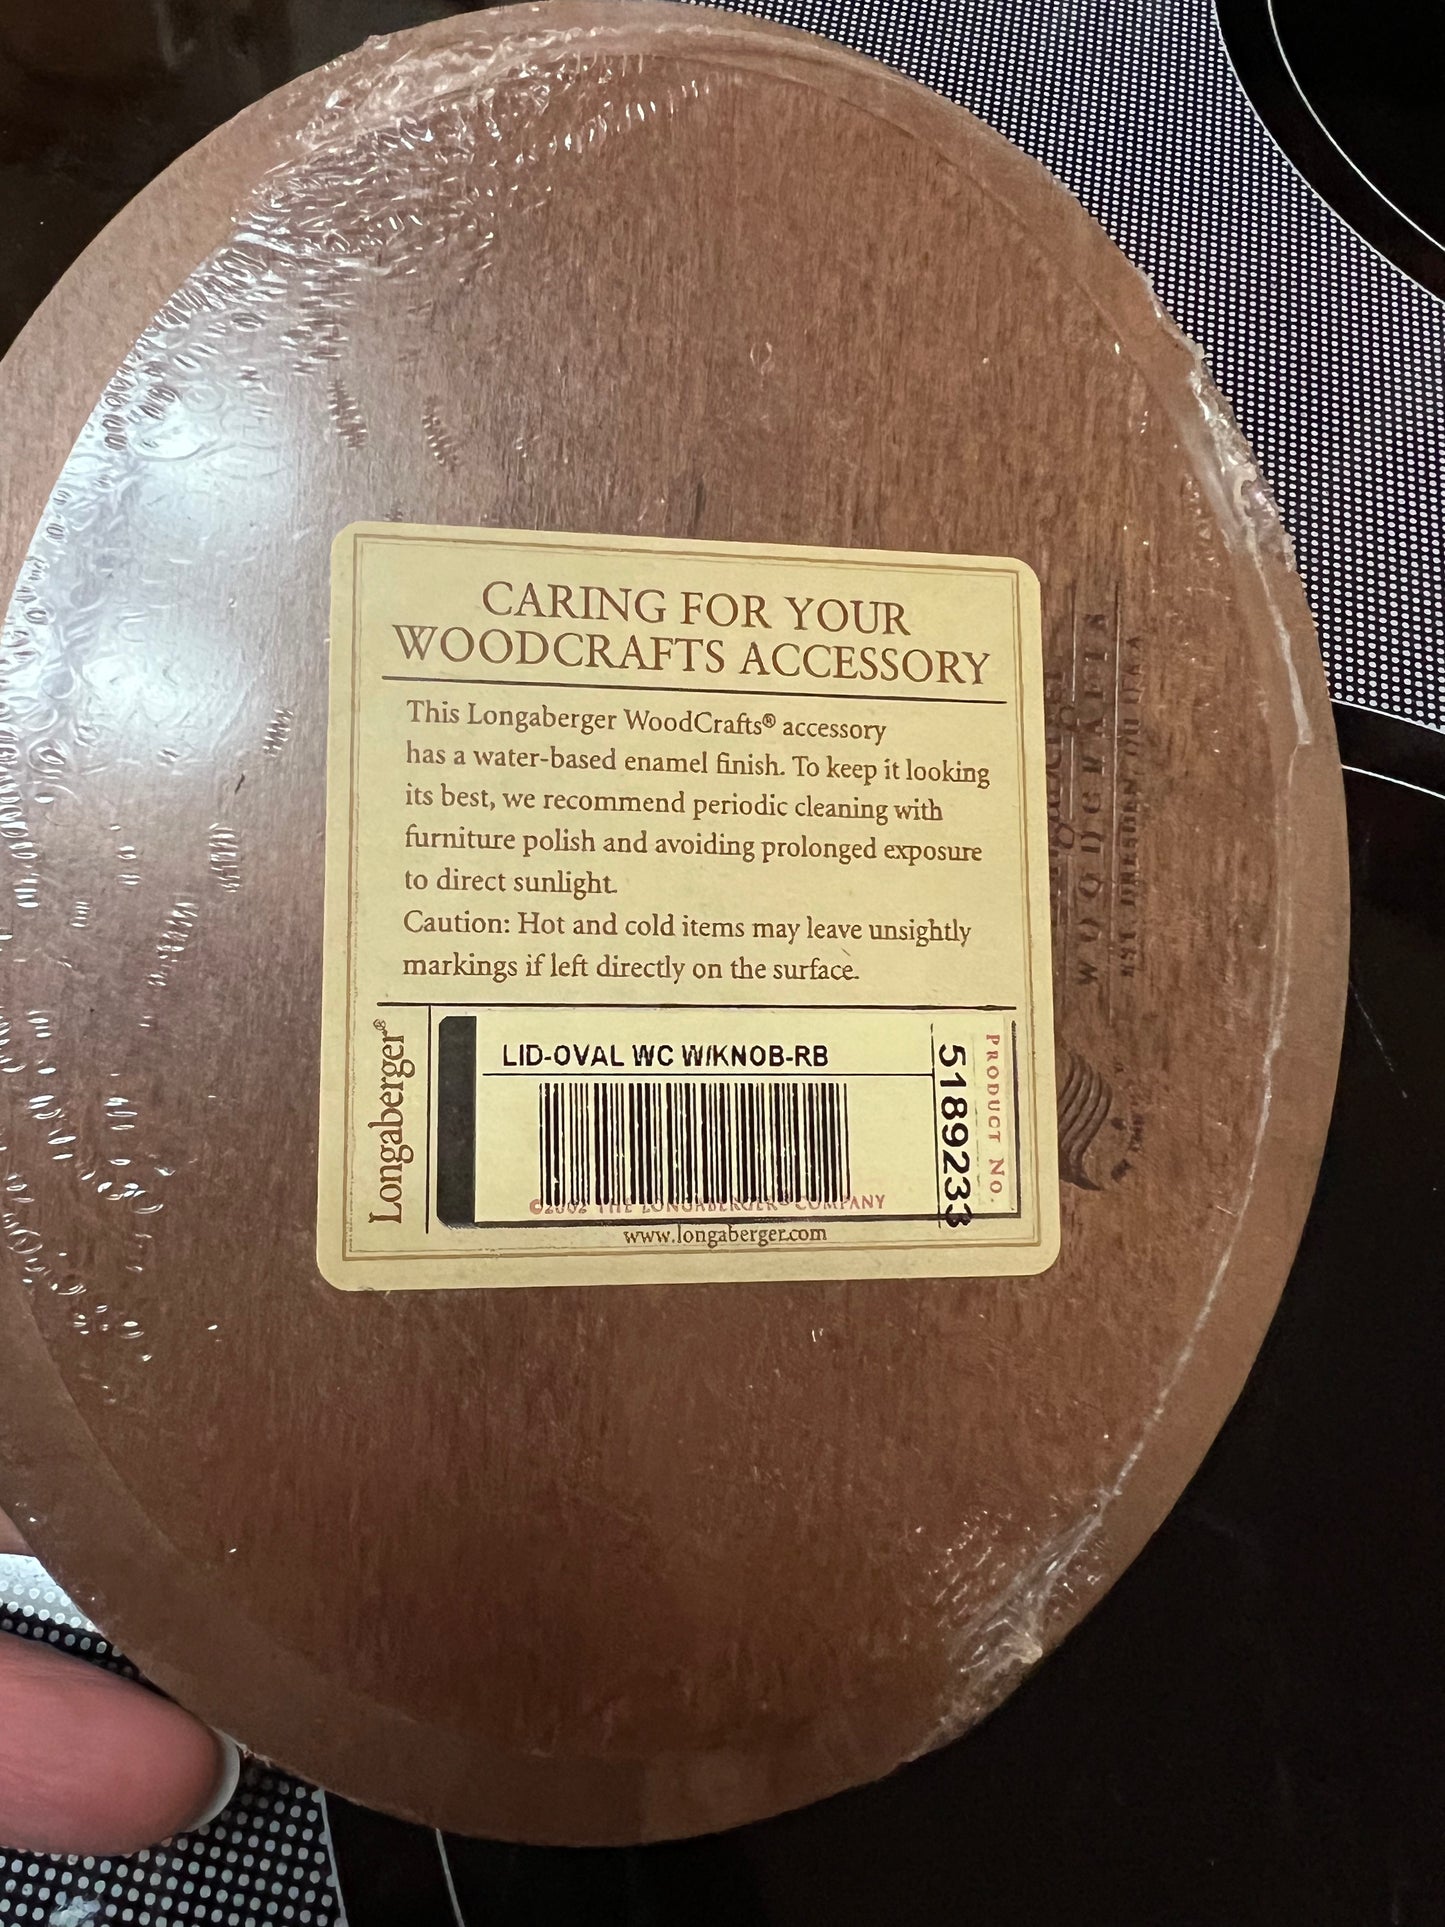 CARING FOR YOUR
WOODCRAFTS ACCESSORY
This Longaberger WoodCrafts® accessory
has a water-based enamel finish. To keep it looking
its best, we recommend periodic cleaning with
furniture polish and avoiding prolonged exposure
to direct sunlight.
Caution: Hot and cold items may leave unsightly
markings if left directly on the surface.
Longaberger®
LID-OVAL WC W/KNOB-RB
©2002 THE LONGABERGER® COMPANY
www.longaberger.com
PRODUCT NO.
5189233
WOODCRAFTS